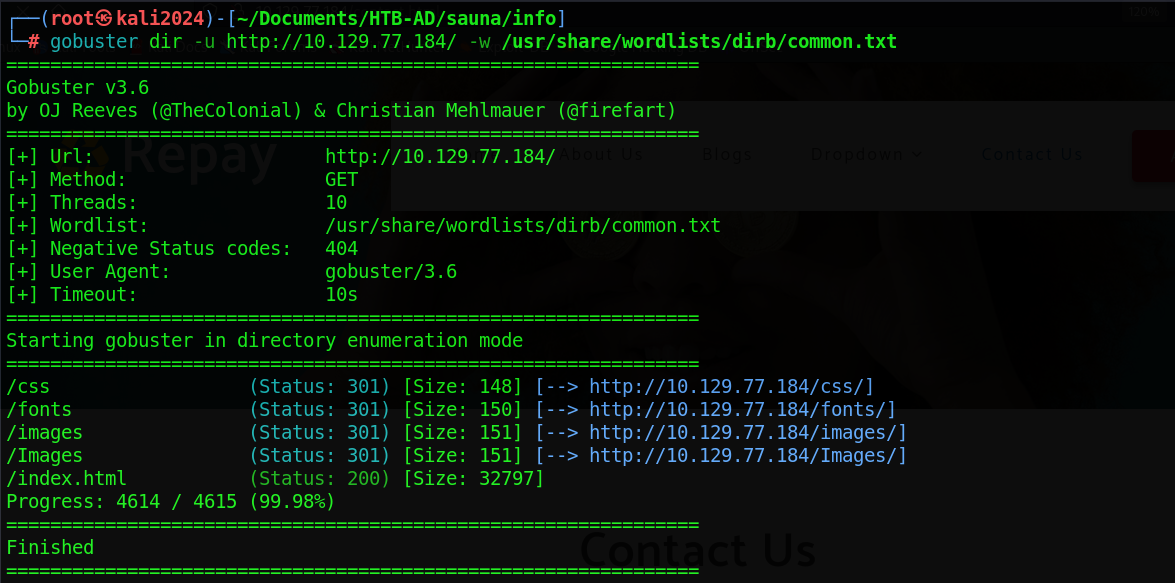 ┌──(root㉿kali2024)-[~/Documents/HTB-AD/sauna/info]
└─# gobuster dir -u http://10.129.77.184/ -w /usr/share/wordlists/dirb/common.txt
===============================================================
Gobuster v3.6
by OJ Reeves (@TheColonial) & Christian Mehlmauer (@firefart)
===============================================================
[+] Url:                     http://10.129.77.184/
[+] Method:                  GET
[+] Threads:                 10
[+] Wordlist:                /usr/share/wordlists/dirb/common.txt
[+] Negative Status codes:   404
[+] User Agent:              gobuster/3.6
[+] Timeout:                 10s
===============================================================
Starting gobuster in directory enumeration mode
===============================================================
/css                  (Status: 301) [Size: 148] [--> http://10.129.77.184/css/]
/fonts                (Status: 301) [Size: 150] [--> http://10.129.77.184/fonts/]
/images               (Status: 301) [Size: 151] [--> http://10.129.77.184/images/]
/Images               (Status: 301) [Size: 151] [--> http://10.129.77.184/Images/]
/index.html           (Status: 200) [Size: 32797]
Progress: 4614 / 4615 (99.98%)
===============================================================
Finished
===============================================================
120%
Repay
About Us
Blogs
Dropdown
Contact Us
Contact Us